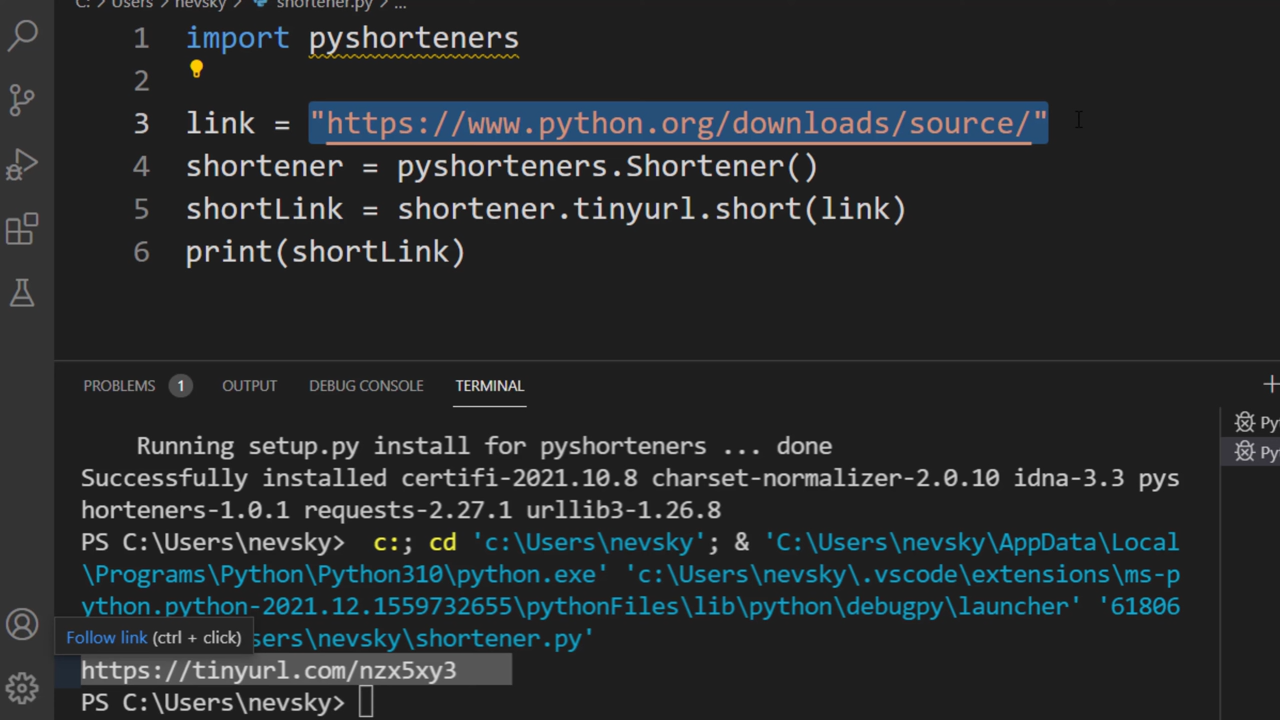 C: > Users > nevsky > shortener.py > ...
1 import pyshorteners
2
3 link = "https://www.python.org/downloads/source/"
4 shortener = pyshorteners.Shortener()
5 shortLink = shortener.tinyurl.short(link)
6 print(shortLink)
PROBLEMS 1 OUTPUT DEBUG CONSOLE TERMINAL
Running setup.py install for pyshorteners ... done
Successfully installed certifi-2021.10.8 charset-normalizer-2.0.10 idna-3.3 pys
horteners-1.0.1 requests-2.27.1 urllib3-1.26.8
PS C:\Users\nevsky> c:; cd 'c:\Users\nevsky'; & 'C:\Users\nevsky\AppData\Local
\Programs\Python\Python310\python.exe' 'c:\Users\nevsky\.vscode\extensions\ms-p
ython.python-2021.12.1559732655\pythonFiles\lib\python\debugpy\launcher' '61806
Follow link (ctrl + click)
sers\nevsky\shortener.py'
https://tinyurl.com/nzx5xy3
PS C:\Users\nevsky>
Py
Py